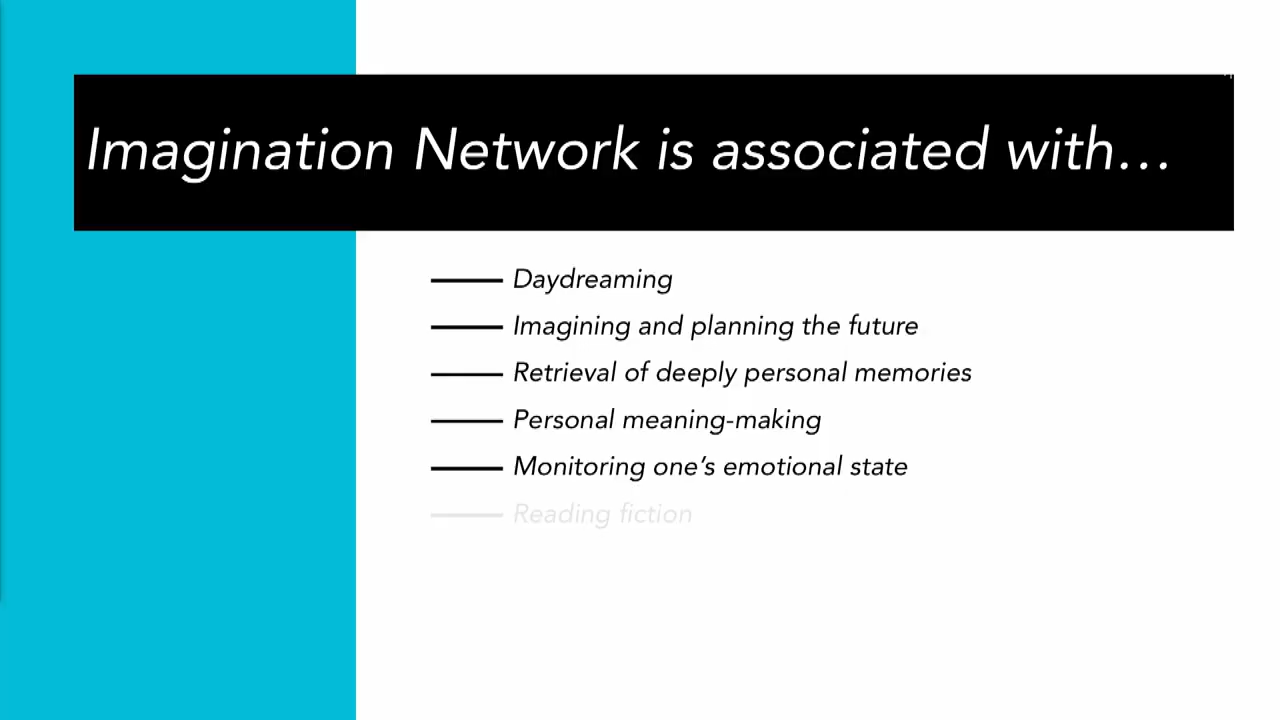 Imagination Network is associated with…
Daydreaming
Imagining and planning the future
Retrieval of deeply personal memories
Personal meaning-making
Monitoring one’s emotional state
Reading fiction